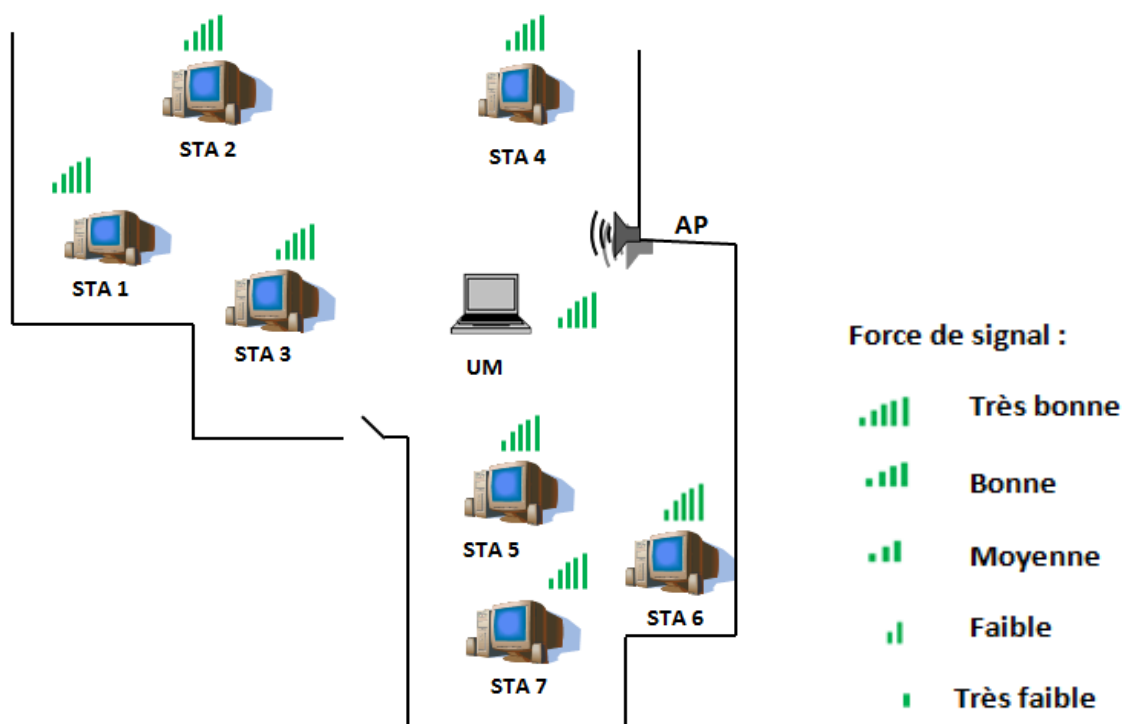 STA 2
STA 4
AP
STA 1
STA 3
UM
Force de signal :
Très bonne
Bonne
Moyenne
Faible
Très faible
STA 5
STA 6
STA 7